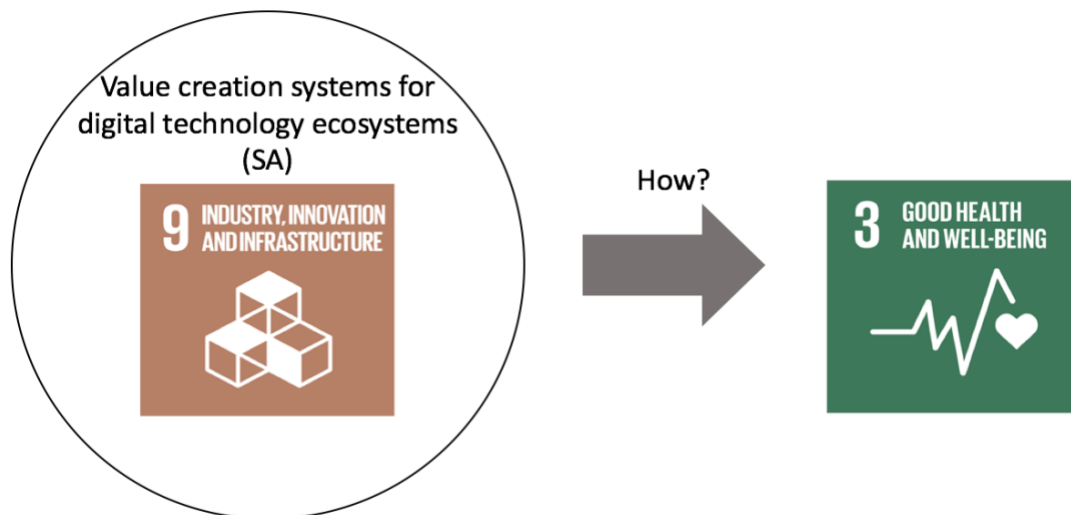 Value creation systems for
digital technology ecosystems
(SA)
9 INDUSTRY, INNOVATION
AND INFRASTRUCTURE
How?
3 GOOD HEALTH
AND WELL-BEING